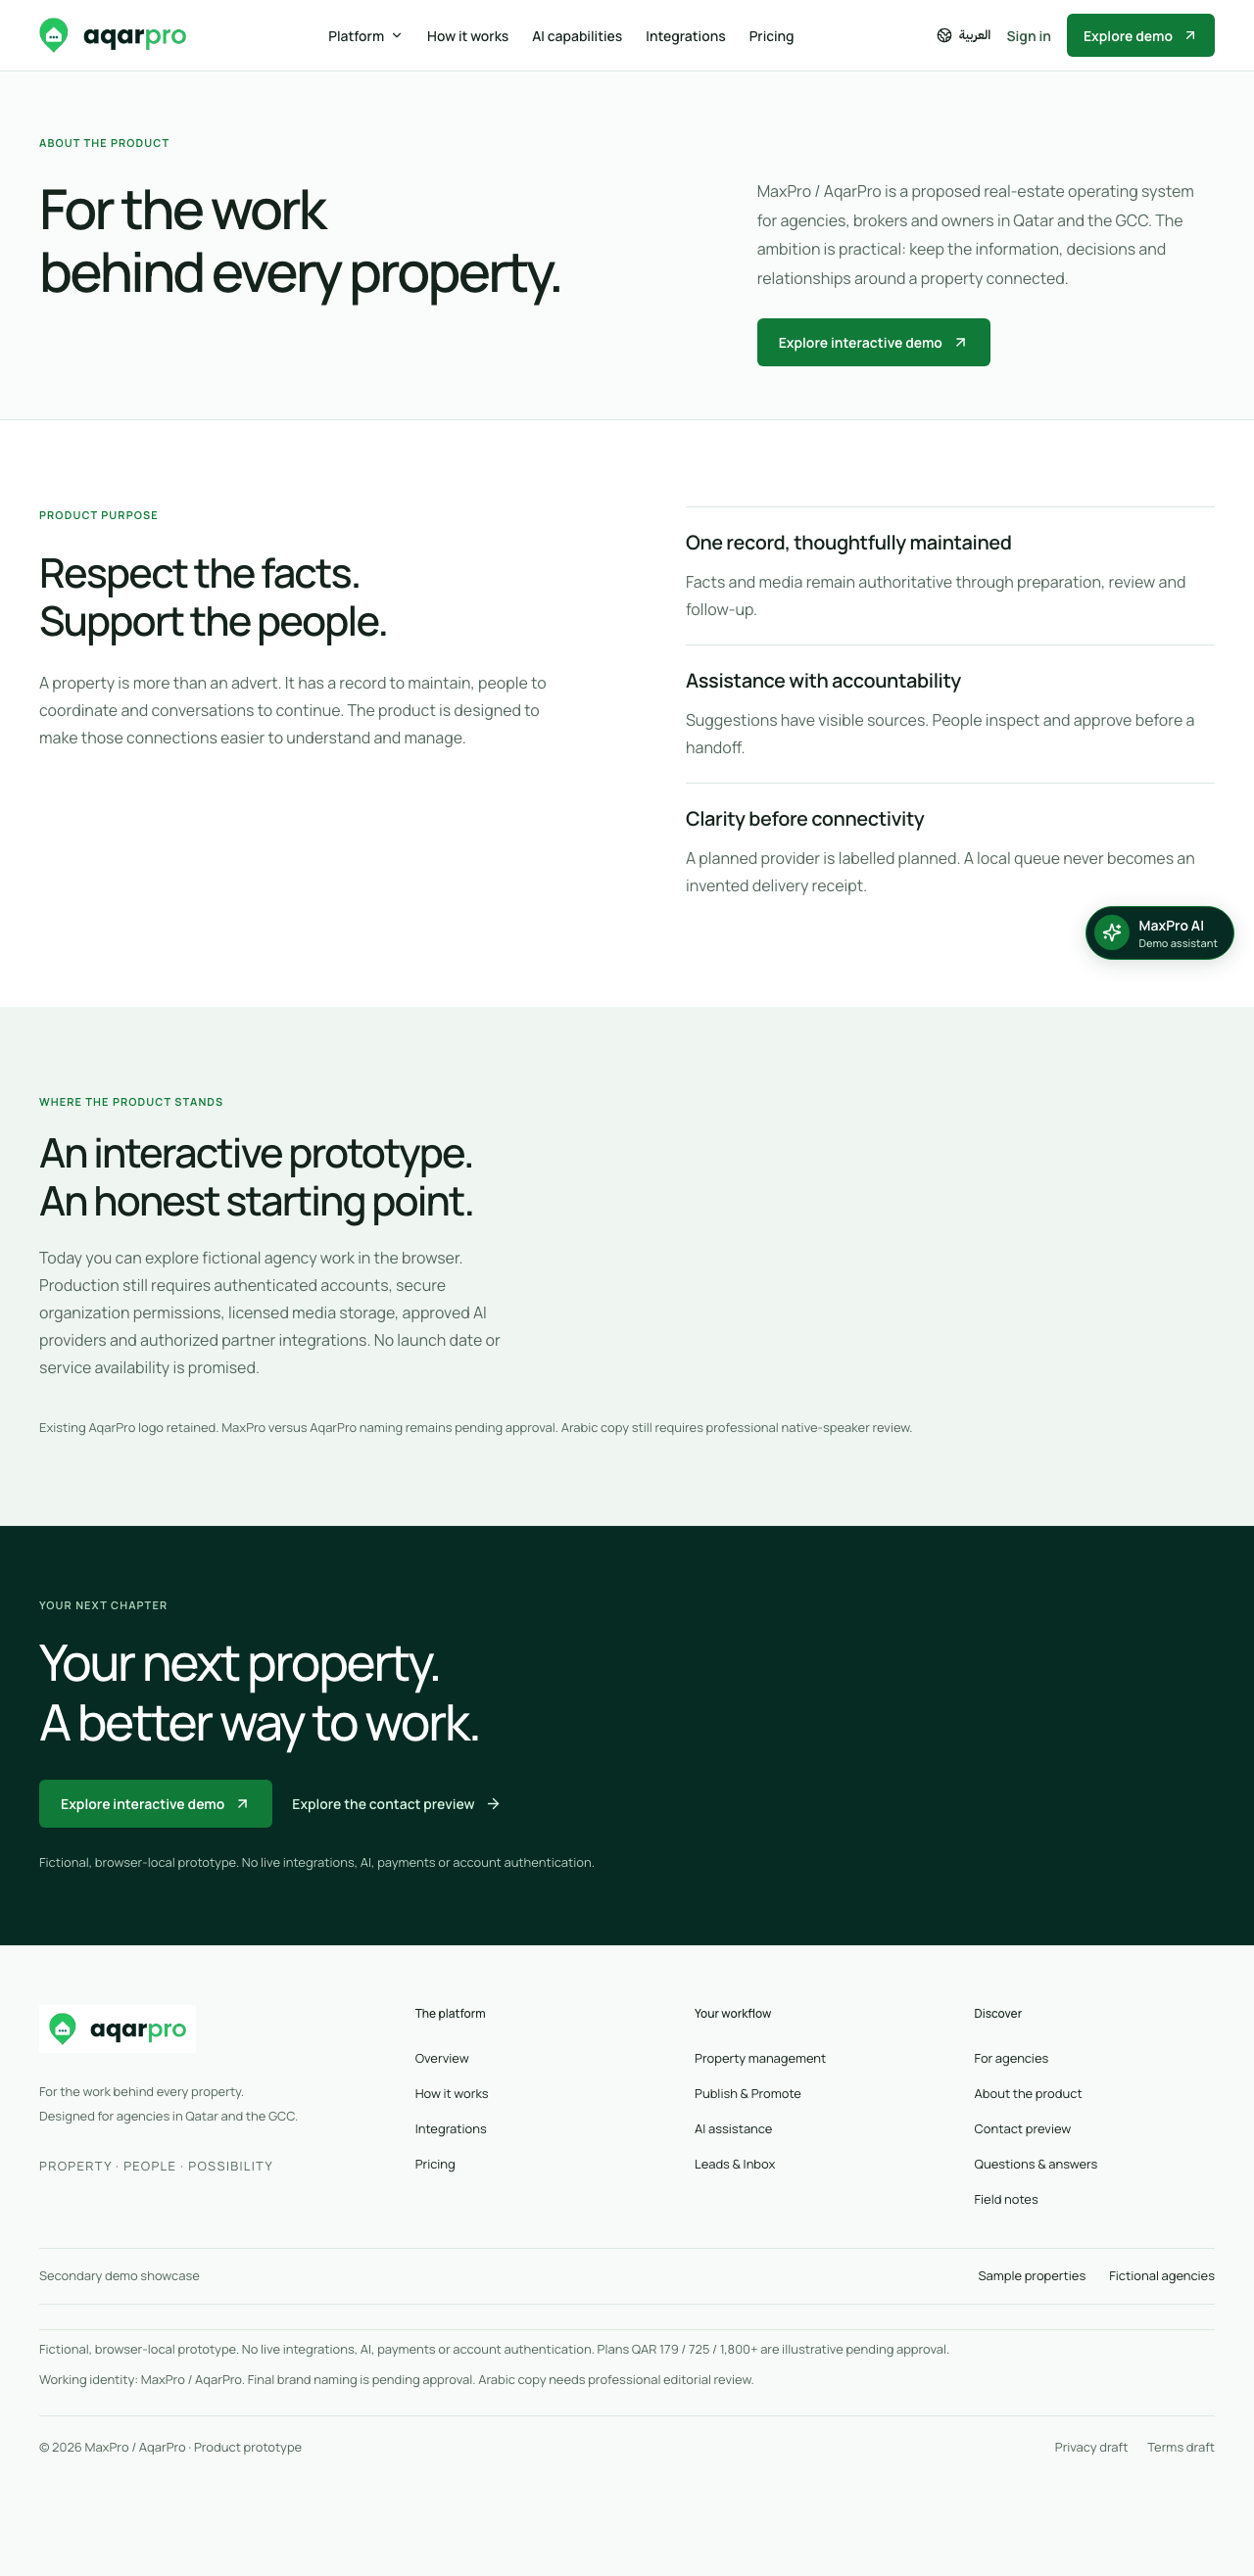 aqarpro
Platform
How it works
AI capabilities
Integrations
Pricing
العربية
Sign in
Explore demo
ABOUT THE PRODUCT
For the work
behind every property.
MaxPro / AqarPro is a proposed real-estate operating system
for agencies, brokers and owners in Qatar and the GCC. The
ambition is practical: keep the information, decisions and
relationships around a property connected.
Explore interactive demo
PRODUCT PURPOSE
Respect the facts.
Support the people.
A property is more than an advert. It has a record to maintain, people to
coordinate and conversations to continue. The product is designed to
make those connections easier to understand and manage.
One record, thoughtfully maintained
Facts and media remain authoritative through preparation, review and
follow-up.
Assistance with accountability
Suggestions have visible sources. People inspect and approve before a
handoff.
Clarity before connectivity
A planned provider is labelled planned. A local queue never becomes an
invented delivery receipt.
MaxPro AI
Demo assistant
WHERE THE PRODUCT STANDS
An interactive prototype.
An honest starting point.
Today you can explore fictional agency work in the browser.
Production still requires authenticated accounts, secure
organization permissions, licensed media storage, approved AI
providers and authorized partner integrations. No launch date or
service availability is promised.
Existing AqarPro logo retained. MaxPro versus AqarPro naming remains pending approval. Arabic copy still requires professional native-speaker review.
YOUR NEXT CHAPTER
Your next property.
A better way to work.
Explore interactive demo
Explore the contact preview
Fictional, browser-local prototype. No live integrations, AI, payments or account authentication.
aqarpro
For the work behind every property.
Designed for agencies in Qatar and the GCC.
PROPERTY · PEOPLE · POSSIBILITY
The platform
Overview
How it works
Integrations
Pricing
Your workflow
Property management
Publish & Promote
AI assistance
Leads & Inbox
Discover
For agencies
About the product
Contact preview
Questions & answers
Field notes
Secondary demo showcase
Sample properties
Fictional agencies
Fictional, browser-local prototype. No live integrations, AI, payments or account authentication. Plans QAR 179 / 725 / 1,800+ are illustrative pending approval.
Working identity: MaxPro / AqarPro. Final brand naming is pending approval. Arabic copy needs professional editorial review.
© 2026 MaxPro / AqarPro · Product prototype
Privacy draft
Terms draft